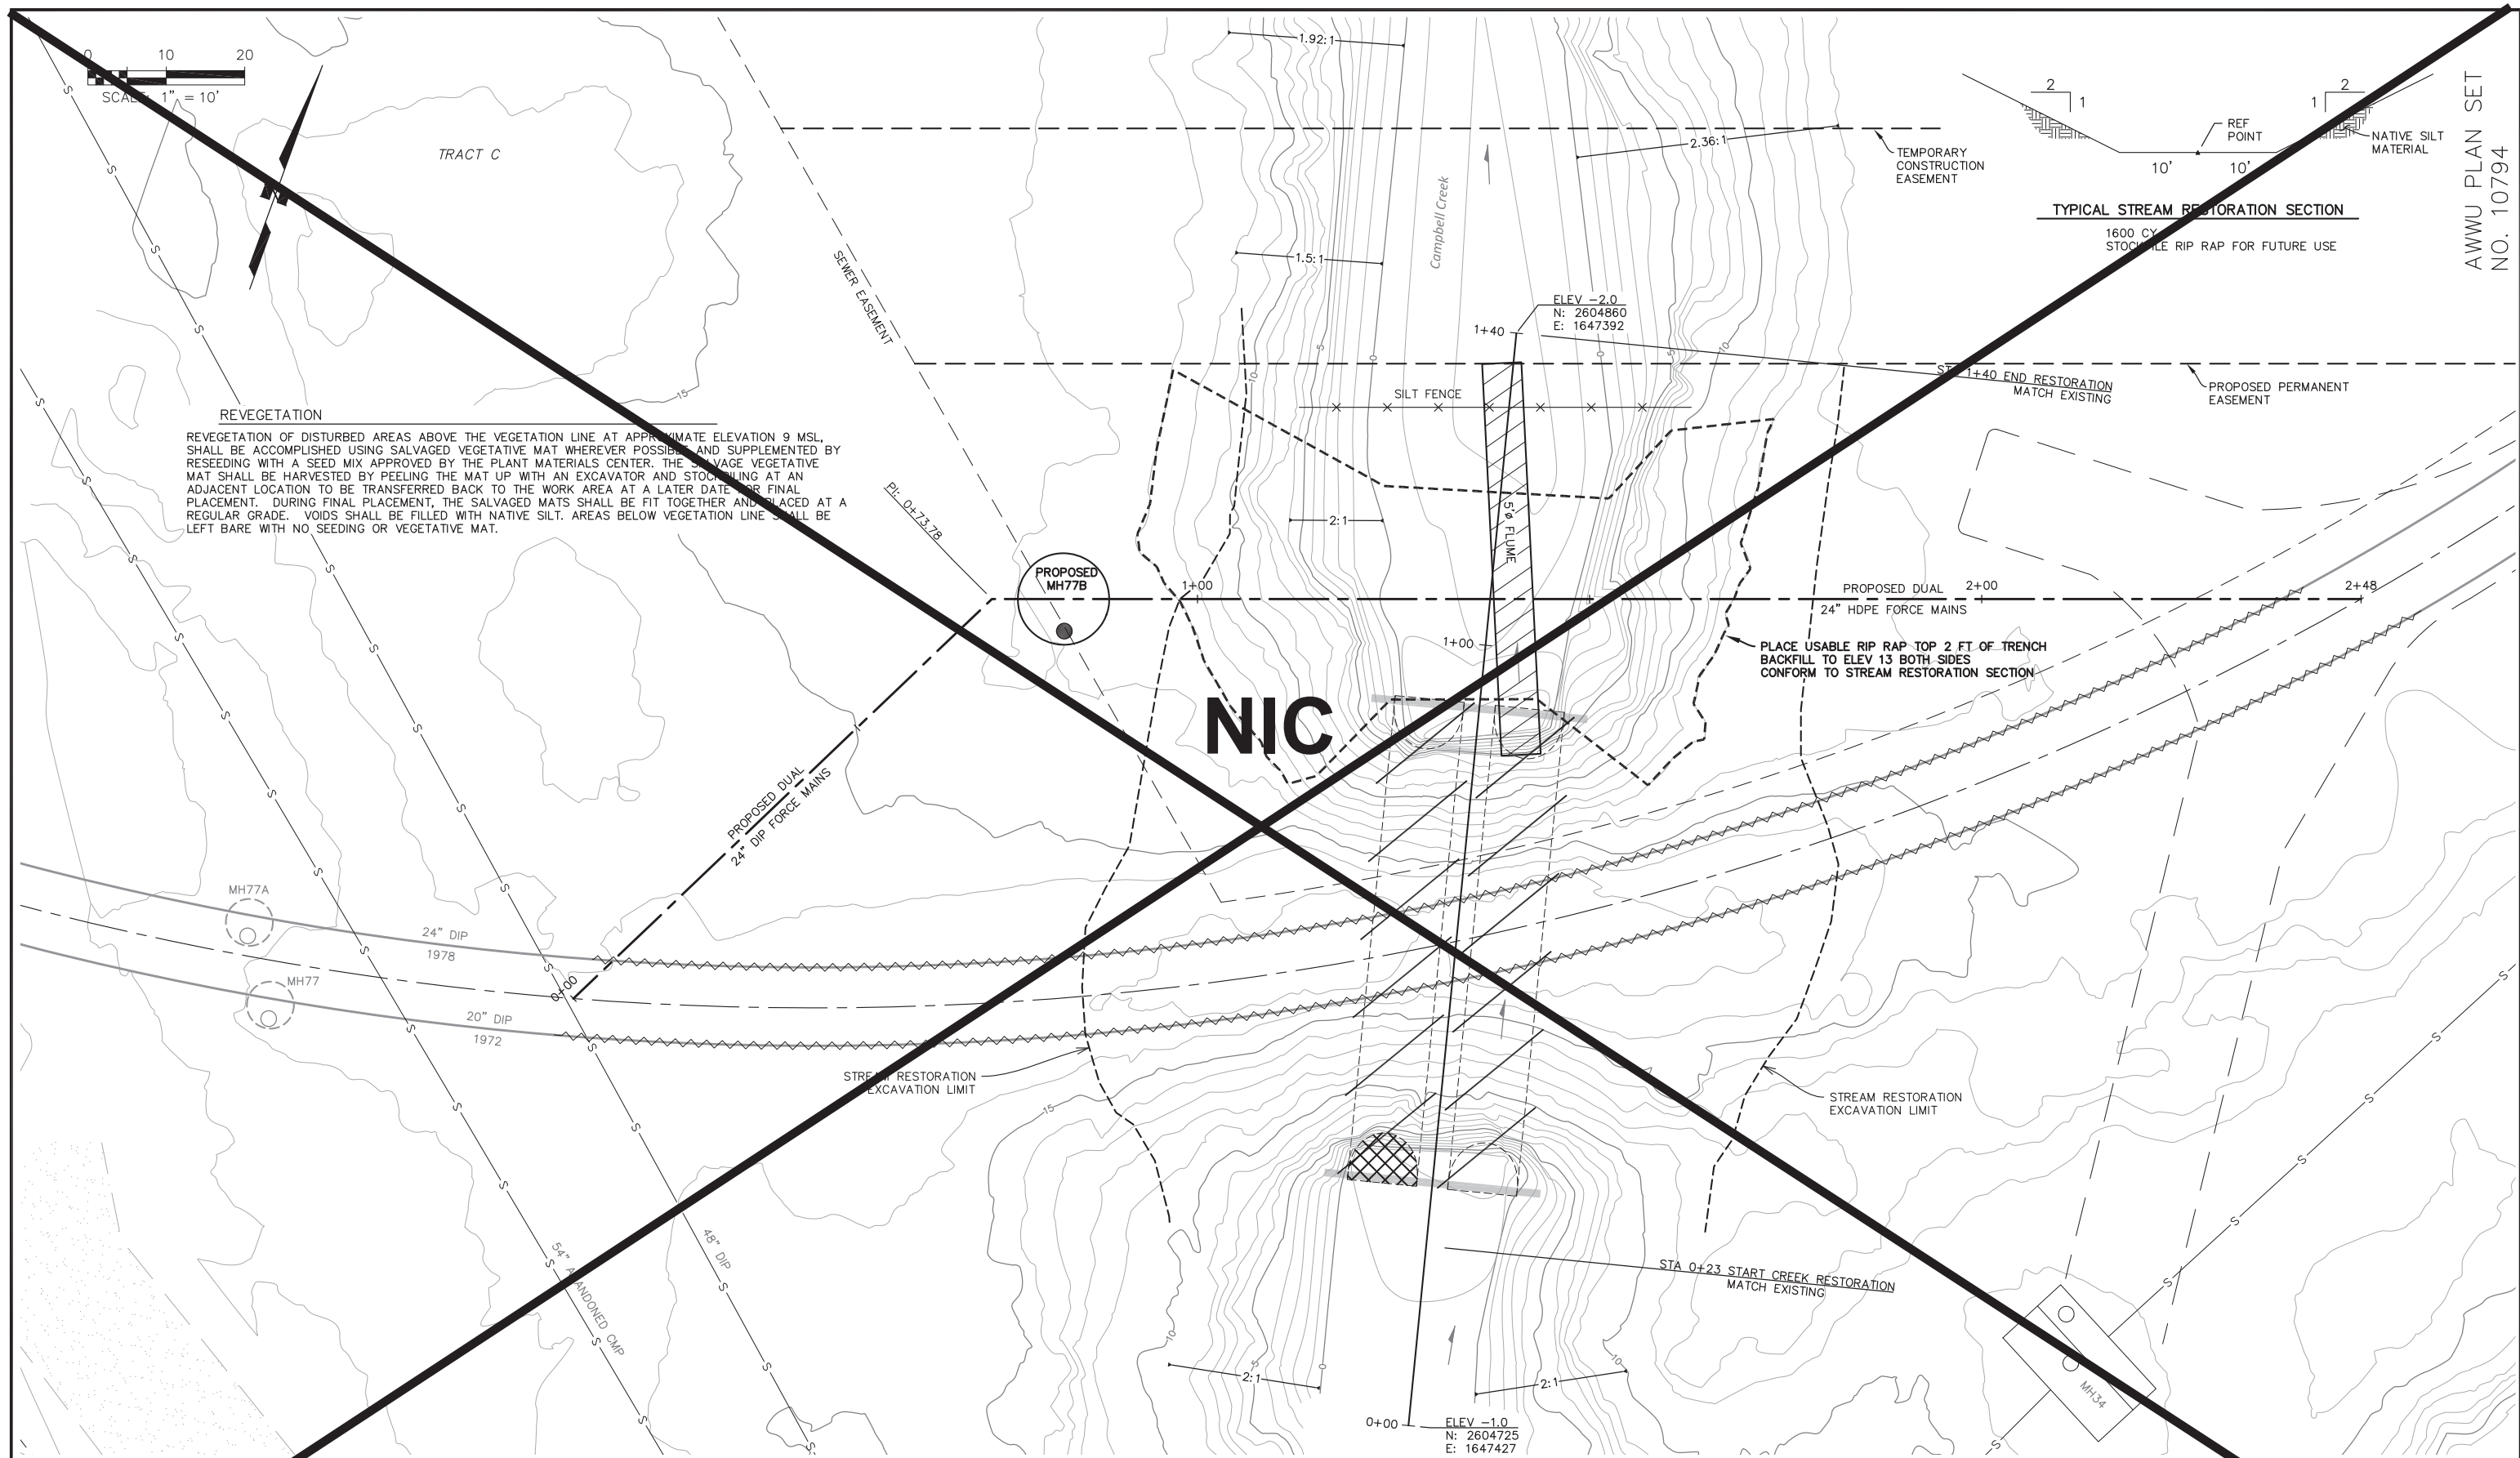 0 10 20
SCALE: 1" = 10'
TRACT C
1.92:1
2.36:1
1.5:1
TEMPORARY
CONSTRUCTION
EASEMENT
2
1
2
1
REF
POINT
NATIVE SILT
MATERIAL
10' 10'
TYPICAL STREAM RESTORATION SECTION
1600 CY
STOCKPILE RIP RAP FOR FUTURE USE
AWWU PLAN SET
NO. 10794
SEWER EASEMENT
Campbell Creek
ELEV -2.0
N: 2604860
E: 1647392
1+40
5
0
0
5
10
10
15
STA 1+40 END RESTORATION
MATCH EXISTING
PROPOSED PERMANENT
EASEMENT
SILT FENCE
REVEGETATION
REVEGETATION OF DISTURBED AREAS ABOVE THE VEGETATION LINE AT APPROXIMATE ELEVATION 9 MSL,
SHALL BE ACCOMPLISHED USING SALVAGED VEGETATIVE MAT WHEREVER POSSIBLE AND SUPPLEMENTED BY
RESEEDING WITH A SEED MIX APPROVED BY THE PLANT MATERIALS CENTER. THE SALVAGE VEGETATIVE
MAT SHALL BE HARVESTED BY PEELING THE MAT UP WITH AN EXCAVATOR AND STOCKPILING AT AN
ADJACENT LOCATION TO BE TRANSFERRED BACK TO THE WORK AREA AT A LATER DATE FOR FINAL
PLACEMENT. DURING FINAL PLACEMENT, THE SALVAGED MATS SHALL BE FIT TOGETHER AND PLACED AT A
REGULAR GRADE. VOIDS SHALL BE FILLED WITH NATIVE SILT. AREAS BELOW VEGETATION LINE SHALL BE
LEFT BARE WITH NO SEEDING OR VEGETATIVE MAT.
PI: 0+73.78
2:1
5'ø FLUME
PROPOSED
MH77B
1+00
PROPOSED DUAL
24" HDPE FORCE MAINS
2+00
2+48
1+00
PLACE USABLE RIP RAP TOP 2 FT OF TRENCH
BACKFILL TO ELEV 13 BOTH SIDES
CONFORM TO STREAM RESTORATION SECTION
NIC
PROPOSED DUAL
24" DIP FORCE MAINS
MH77A
24" DIP
1978
MH77
0+00
20" DIP
1972
STREAM RESTORATION
EXCAVATION LIMIT
15
STREAM RESTORATION
EXCAVATION LIMIT
54" ABANDONED CMP
48" DIP
STA 0+23 START CREEK RESTORATION
MATCH EXISTING
10
5
0
10
2:1
2:1
MH34
0+00
ELEV -1.0
N: 2604725
E: 1647427